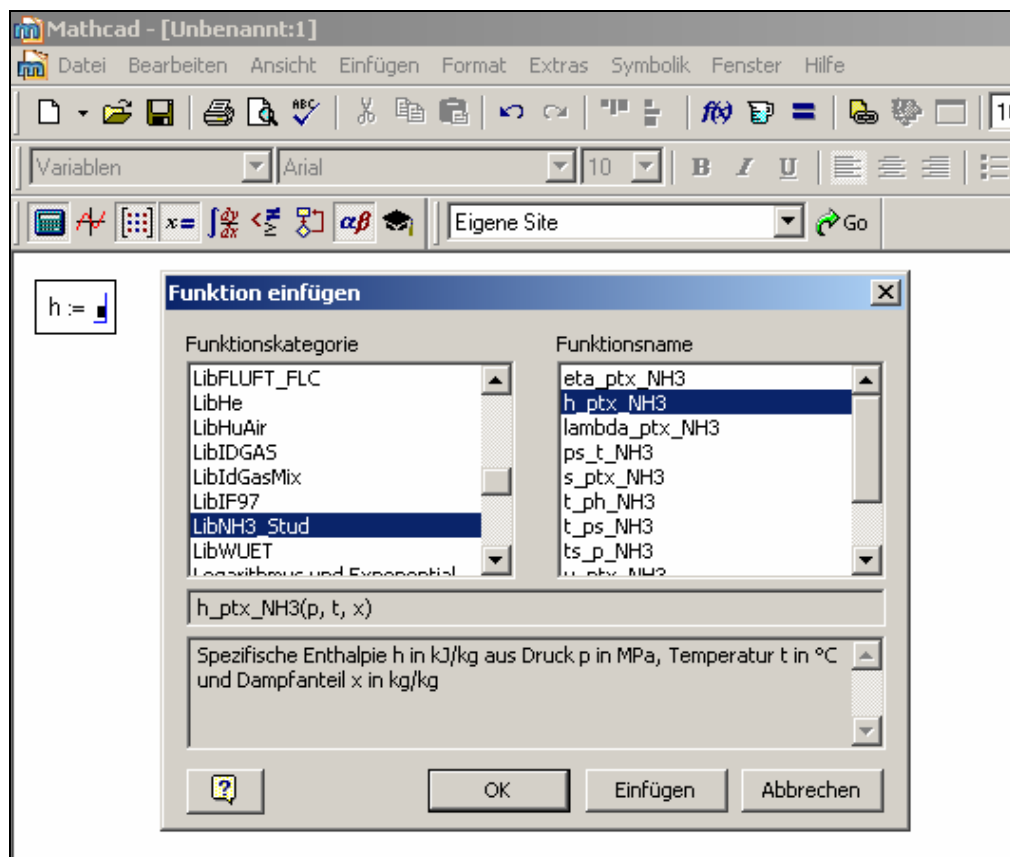 Mathcad - [Unbenannt:1]
Datei Bearbeiten Ansicht Einfügen Format Extras Symbolik Fenster Hilfe
Variablen Arial 10 B I U
Eigene Site Go
h :=
Funktion einfügen
Funktionskategorie
LibFLUFT_FLC
LibHe
LibHuAir
LibIDGAS
LibIdGasMix
LibIF97
LibNH3_Stud
LibWUET
Logarithmus und Exponential
Funktionsname
eta_ptx_NH3
h_ptx_NH3
lambda_ptx_NH3
ps_t_NH3
s_ptx_NH3
t_ph_NH3
t_ps_NH3
ts_p_NH3
h_ptx_NH3(p, t, x)
Spezifische Enthalpie h in kJ/kg aus Druck p in MPa, Temperatur t in °C
und Dampfanteil x in kg/kg
OK Einfügen Abbrechen